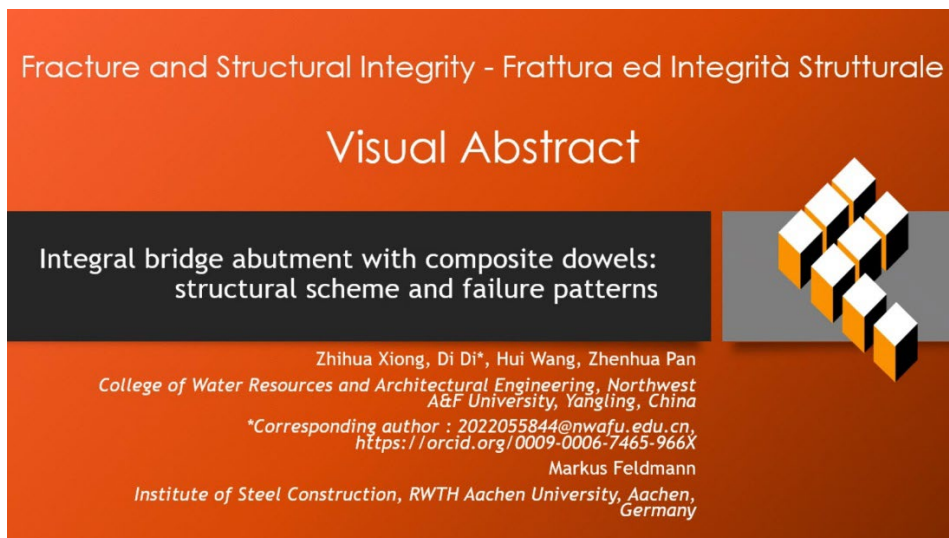 Fracture and Structural Integrity - Frattura ed Integrità Strutturale
Visual Abstract
Integral bridge abutment with composite dowels:
structural scheme and failure patterns
Zhihua Xiong, Di Di*, Hui Wang, Zhenhua Pan
College of Water Resources and Architectural Engineering, Northwest
A&F University, Yangling, China
*Corresponding author : 2022055844@nwafu.edu.cn,
https://orcid.org/0009-0006-7465-966X
Markus Feldmann
Institute of Steel Construction, RWTH Aachen University, Aachen,
Germany